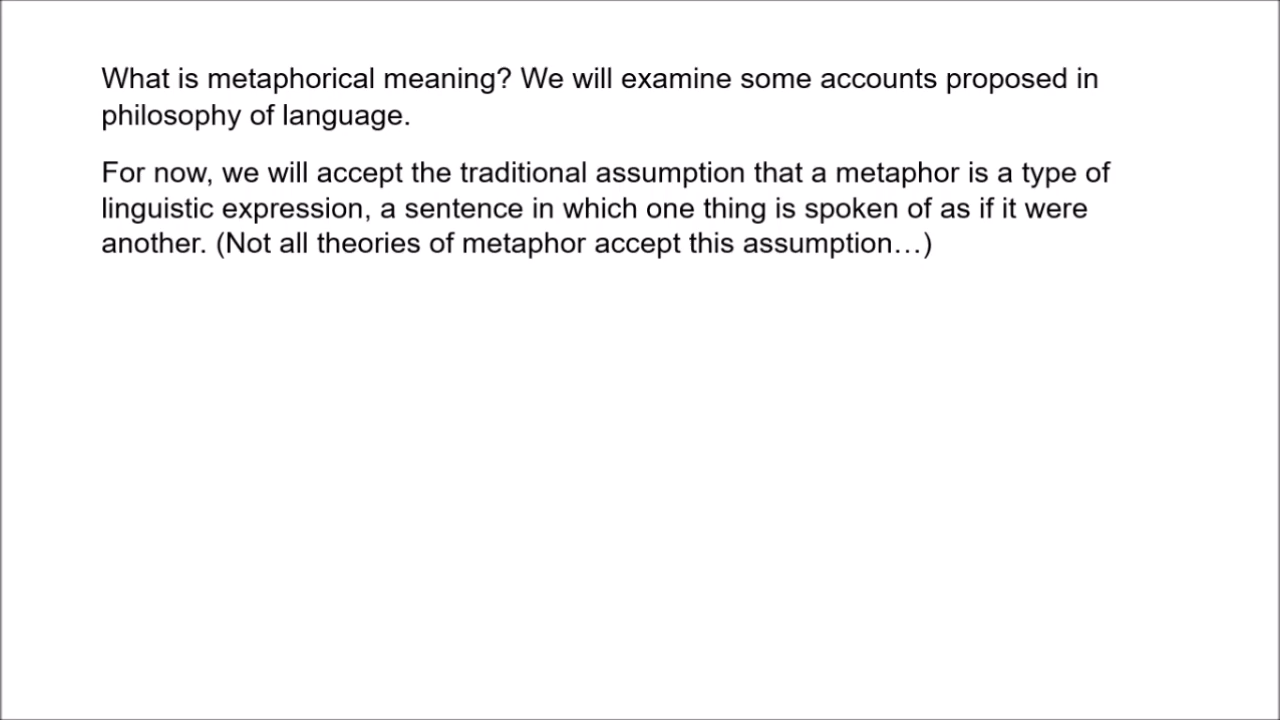 What is metaphorical meaning? We will examine some accounts proposed in
philosophy of language.
For now, we will accept the traditional assumption that a metaphor is a type of
linguistic expression, a sentence in which one thing is spoken of as if it were
another. (Not all theories of metaphor accept this assumption…)